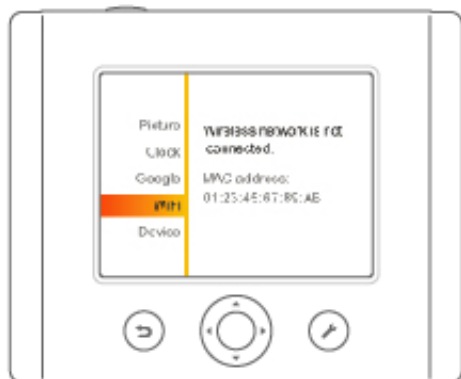 Picture
Clock
Google
WiFi
Device
Wireless network is not
connected.
MAC address:
01:23:45:67:89:AB